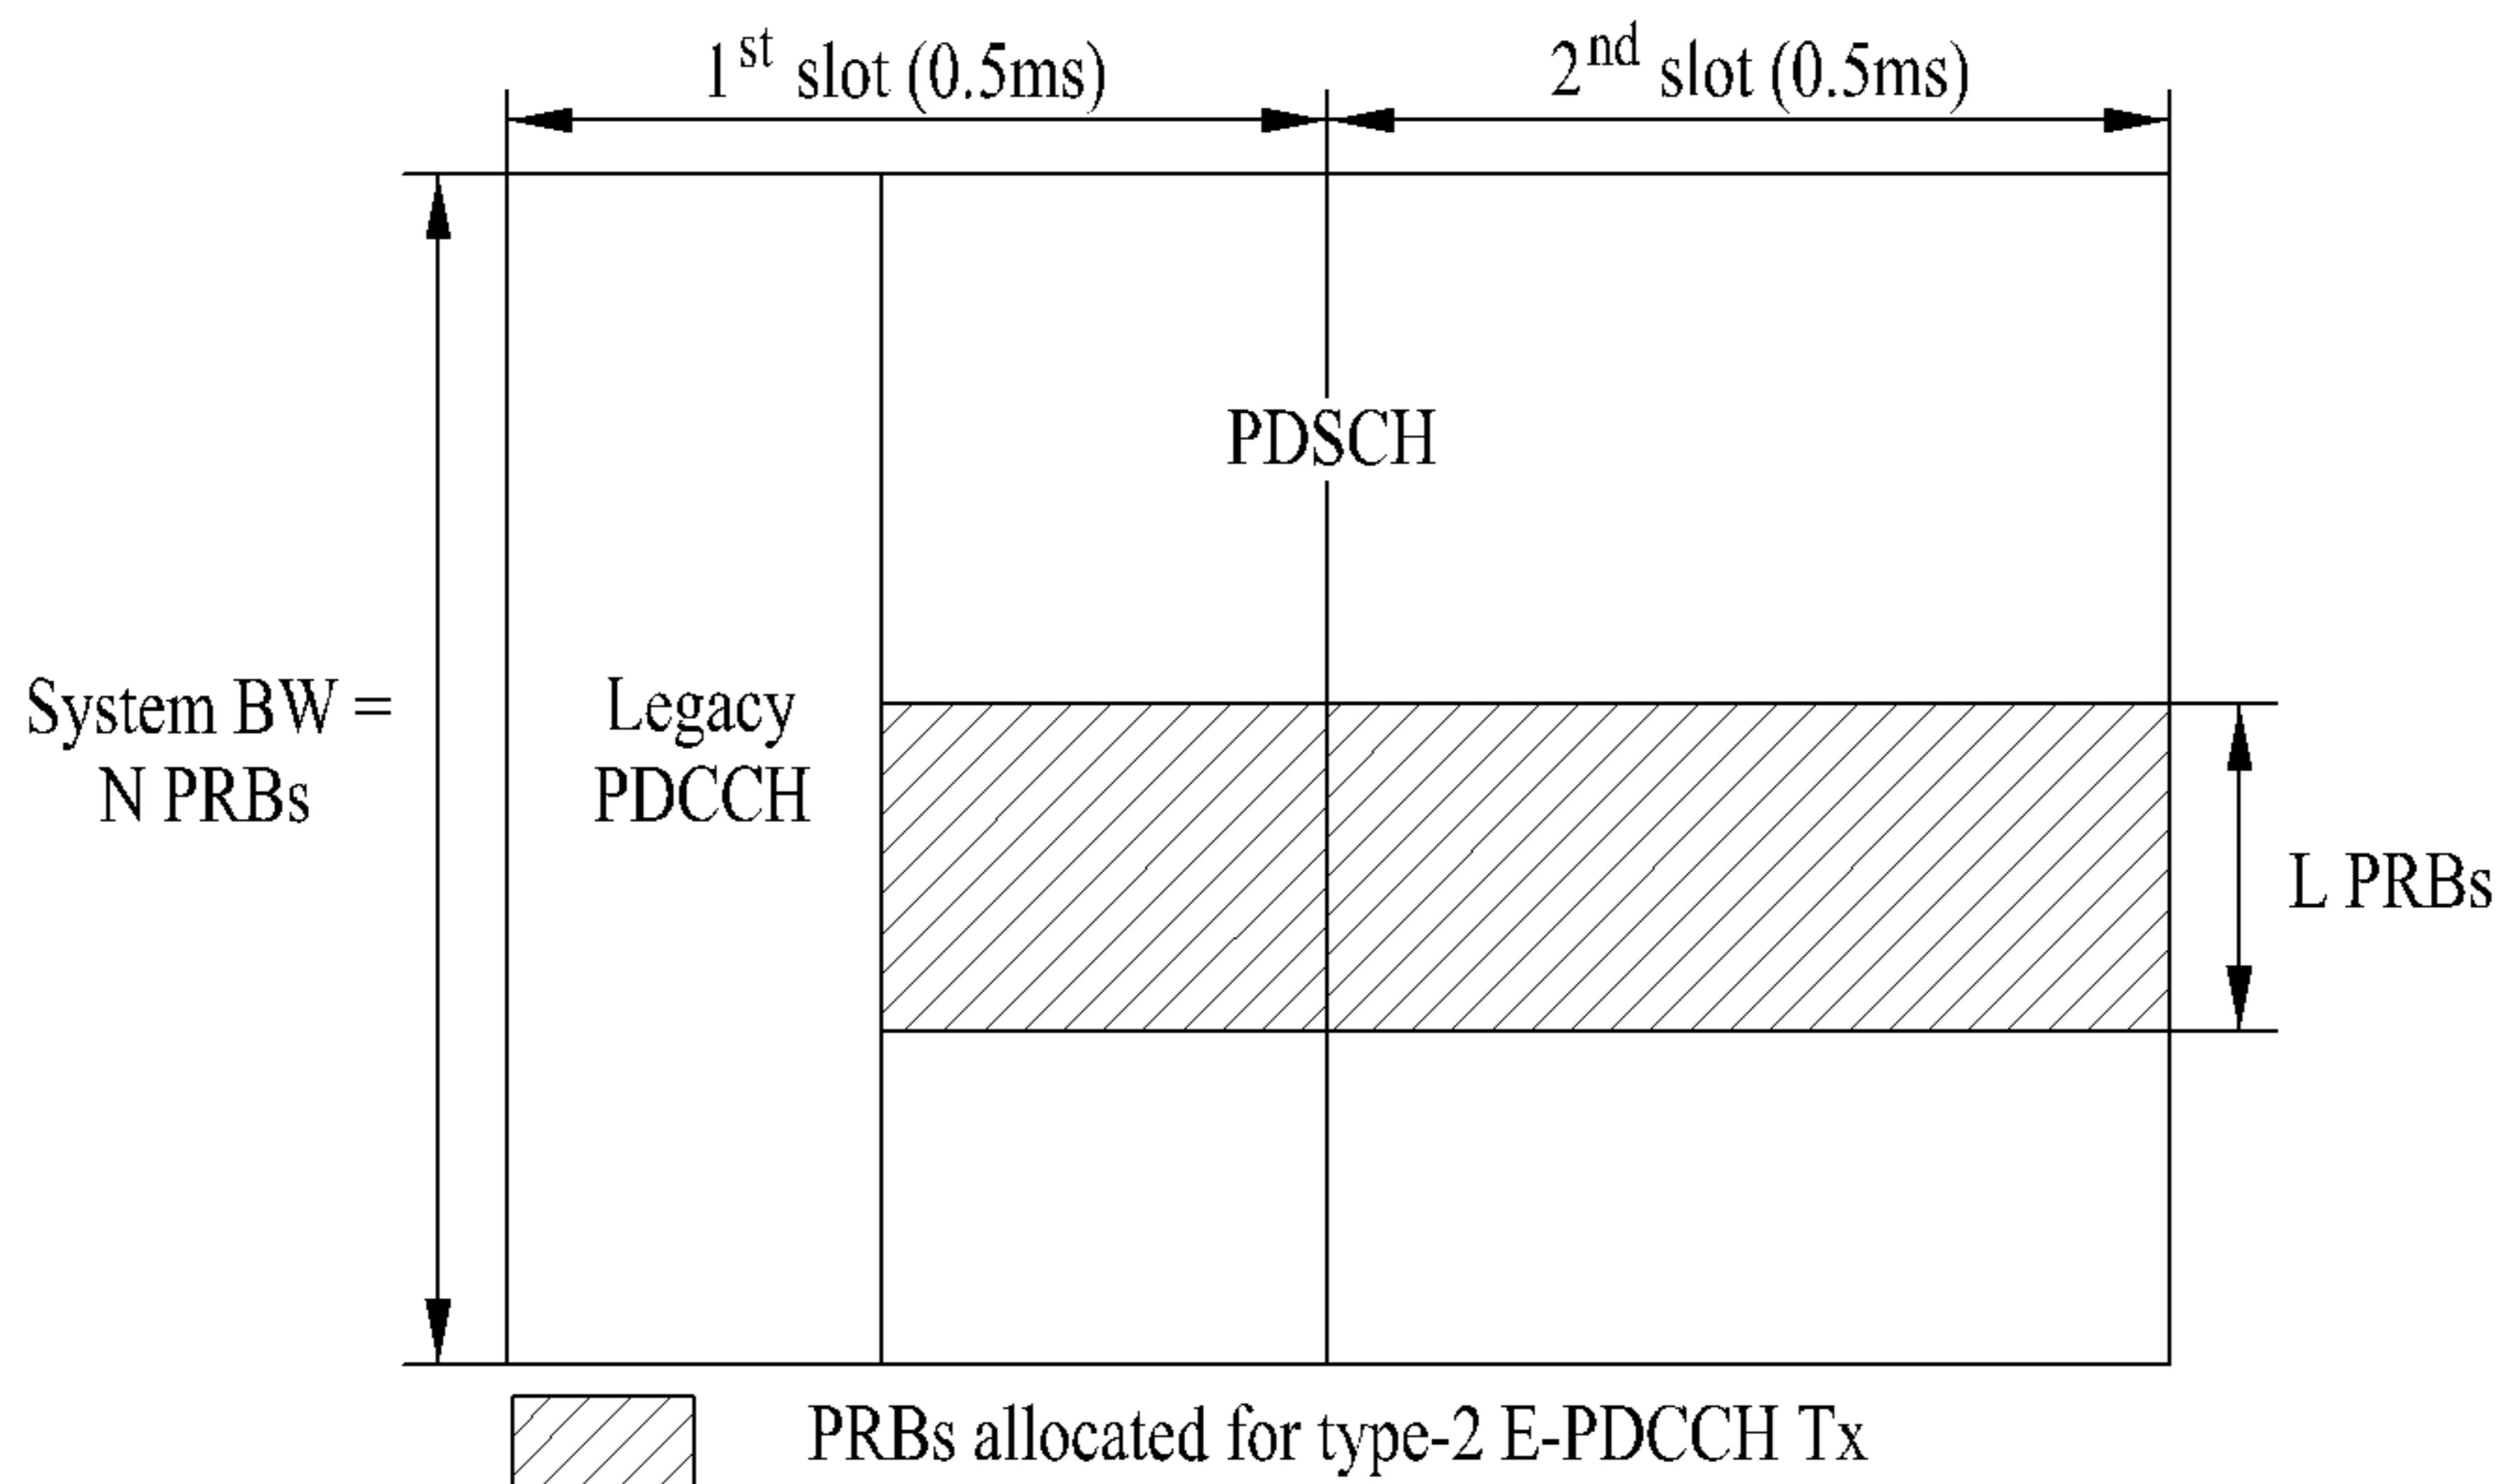 1st slot (0.5ms)
2nd slot (0.5ms)
PDSCH
System BW =
N PRBs
Legacy
PDCCH
L PRBs
PRBs allocated for type-2 E-PDCCH Tx